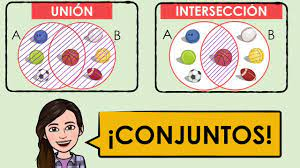 UNIÓN
INTERSECCIÓN
A B
A B
¡CONJUNTOS!